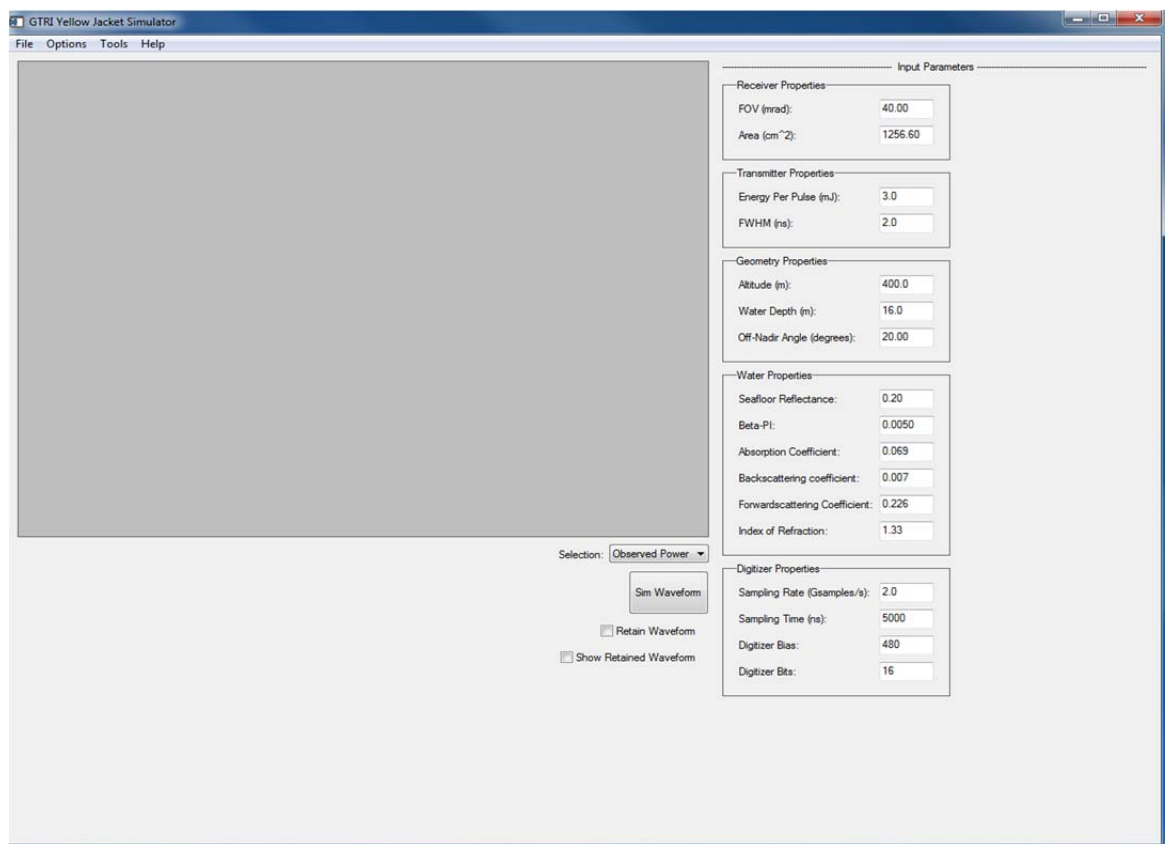 GTRI Yellow Jacket Simulator
File Options Tools Help
Input Parameters
Receiver Properties
FOV (mrad): 40.00
Area (cm^2): 1256.60
Transmitter Properties
Energy Per Pulse (mJ): 3.0
FWHM (ns): 2.0
Geometry Properties
Altitude (m): 400.0
Water Depth (m): 16.0
Off-Nadir Angle (degrees): 20.00
Water Properties
Seafloor Reflectance: 0.20
Beta-PI: 0.0050
Absorption Coefficient: 0.069
Backscattering coefficient: 0.007
Forwardscattering Coefficient: 0.226
Index of Refraction: 1.33
Selection: Observed Power
Sim Waveform
Retain Waveform
Show Retained Waveform
Digitizer Properties
Sampling Rate (Gsamples/s): 2.0
Sampling Time (ns): 5000
Digitizer Bias: 480
Digitizer Bits: 16